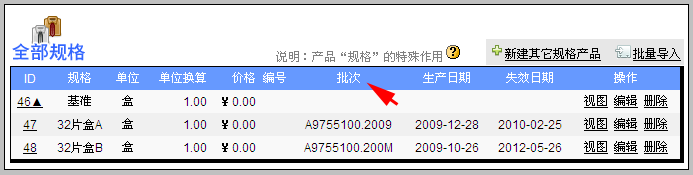 全部规格
说明：产品“规格”的特殊作用 ? 新建其它规格产品 批量导入
ID 规格 单位 单位换算 价格 编号 批次 生产日期 失效日期 操作
46▲ 基准 盒 1.00 ￥0.00 视图 编辑 删除
47 32片盒A 盒 1.00 ￥0.00 A9755100.2009 2009-12-28 2010-02-25 视图 编辑 删除
48 32片盒B 盒 1.00 ￥0.00 A9755100.200M 2009-10-26 2012-05-26 视图 编辑 删除